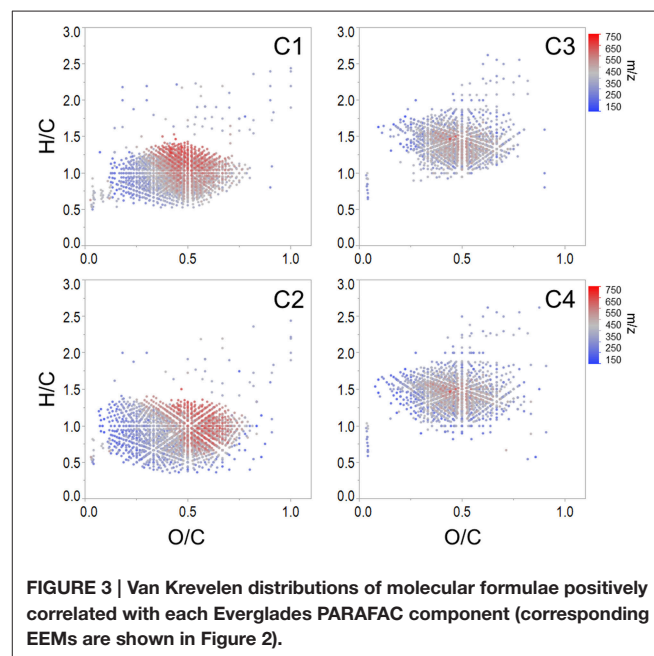 C1
3.0
2.5
2.0
1.5
1.0
0.5
0.0
H/C
0.0 0.5 1.0
C3
3.0
2.5
2.0
1.5
1.0
0.5
0.0
0.0 0.5 1.0
750
650
550
450
350
250
150
m/z
C2
3.0
2.5
2.0
1.5
1.0
0.5
0.0
H/C
0.0 0.5 1.0
O/C
C4
3.0
2.5
2.0
1.5
1.0
0.5
0.0
0.0 0.5 1.0
O/C
750
650
550
450
350
250
150
m/z
FIGURE 3 | Van Krevelen distributions of molecular formulae positively
correlated with each Everglades PARAFAC component (corresponding
EEMs are shown in Figure 2).